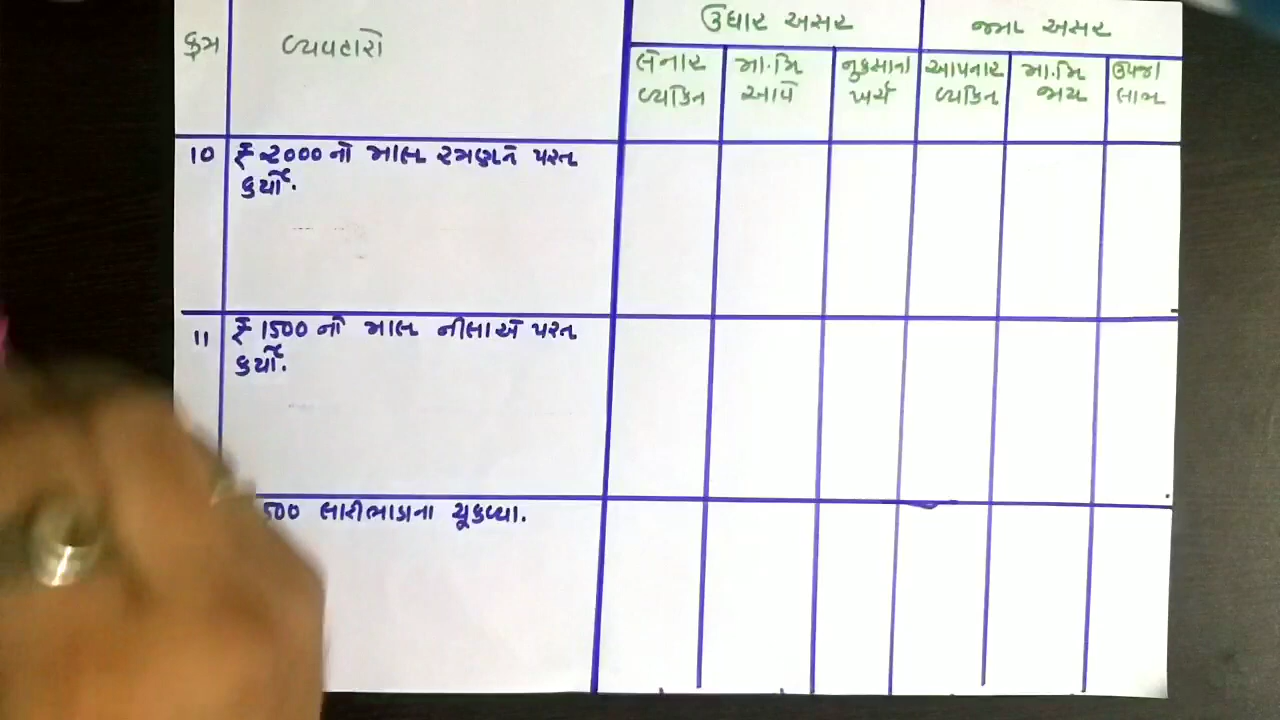 ક્રમ વ્યવહારો ઉધાર અસર જમા અસર
લેનાર મા.મિ નુકસાન આપનાર મા.મિ ઉપજ
વ્યકિત આવે ખર્ચ વ્યકિત જાય લાભ
10 ₹ ૨000 નો માલ રમણને પરત
કર્યો.
11 ₹ 1500 નો માલ નીલાએ પરત
કર્યો.
500 લારીભાડાના ચૂકવ્યા.